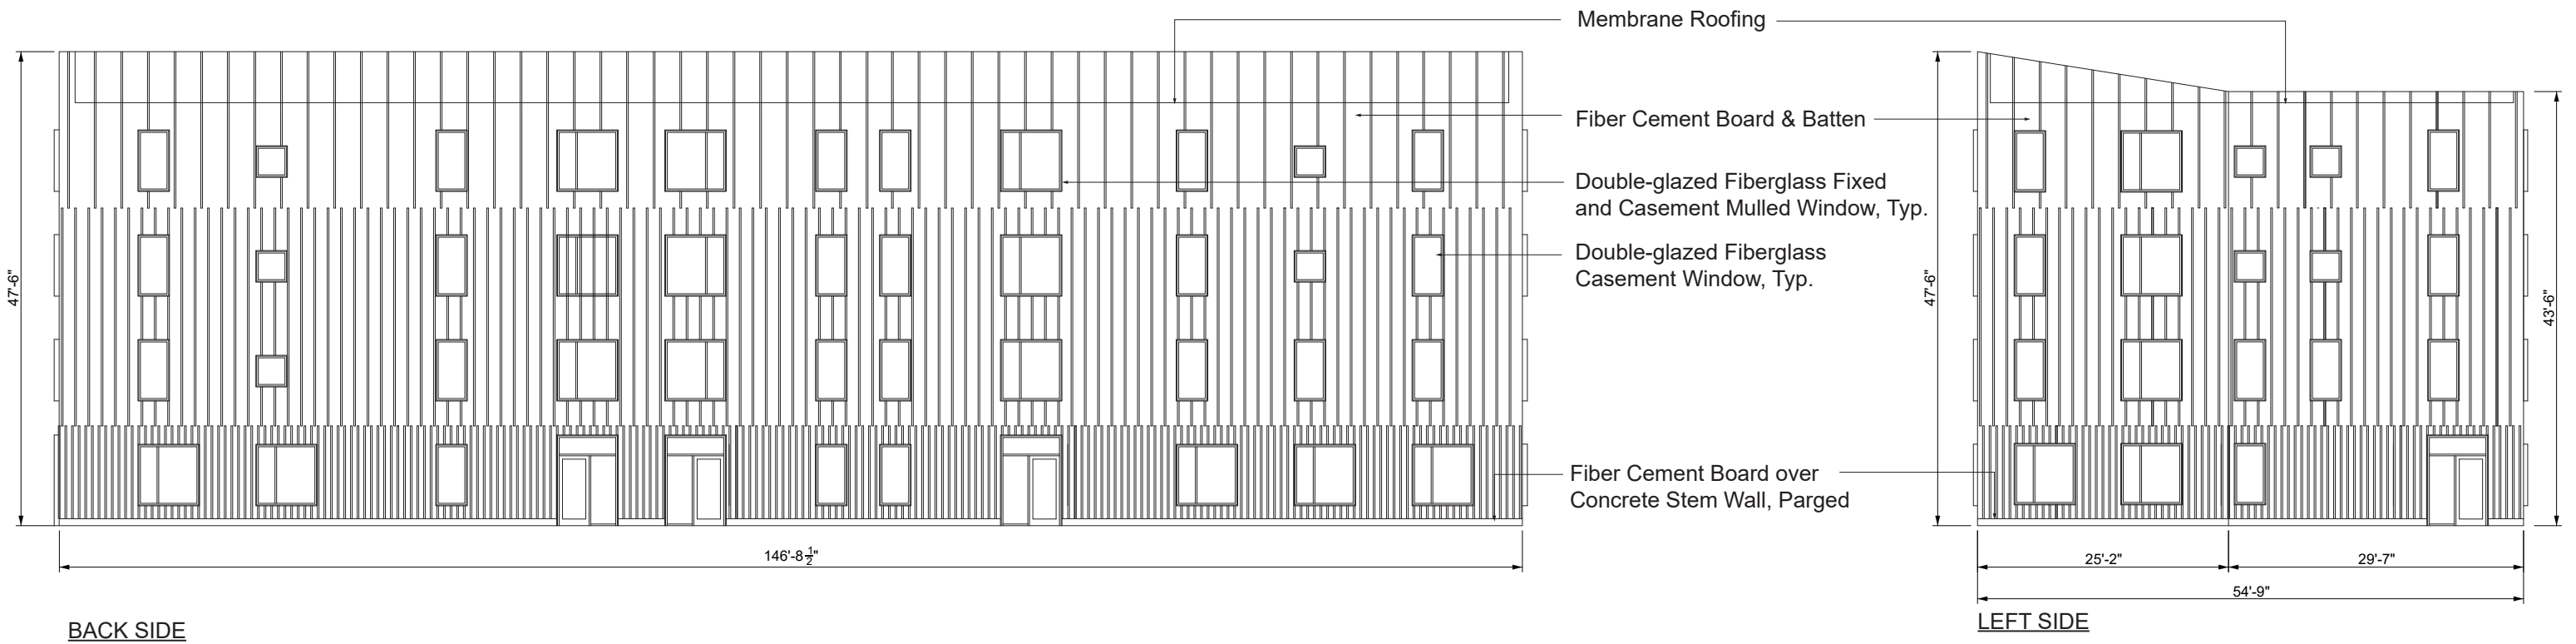 Membrane Roofing
Fiber Cement Board & Batten
Double-glazed Fiberglass Fixed
and Casement Mulled Window, Typ.
Double-glazed Fiberglass
Casement Window, Typ.
Fiber Cement Board over
Concrete Stem Wall, Parged
47'-6"
146'-8 1/2"
BACK SIDE
47'-6"
43'-6"
25'-2"
29'-7"
54'-9"
LEFT SIDE